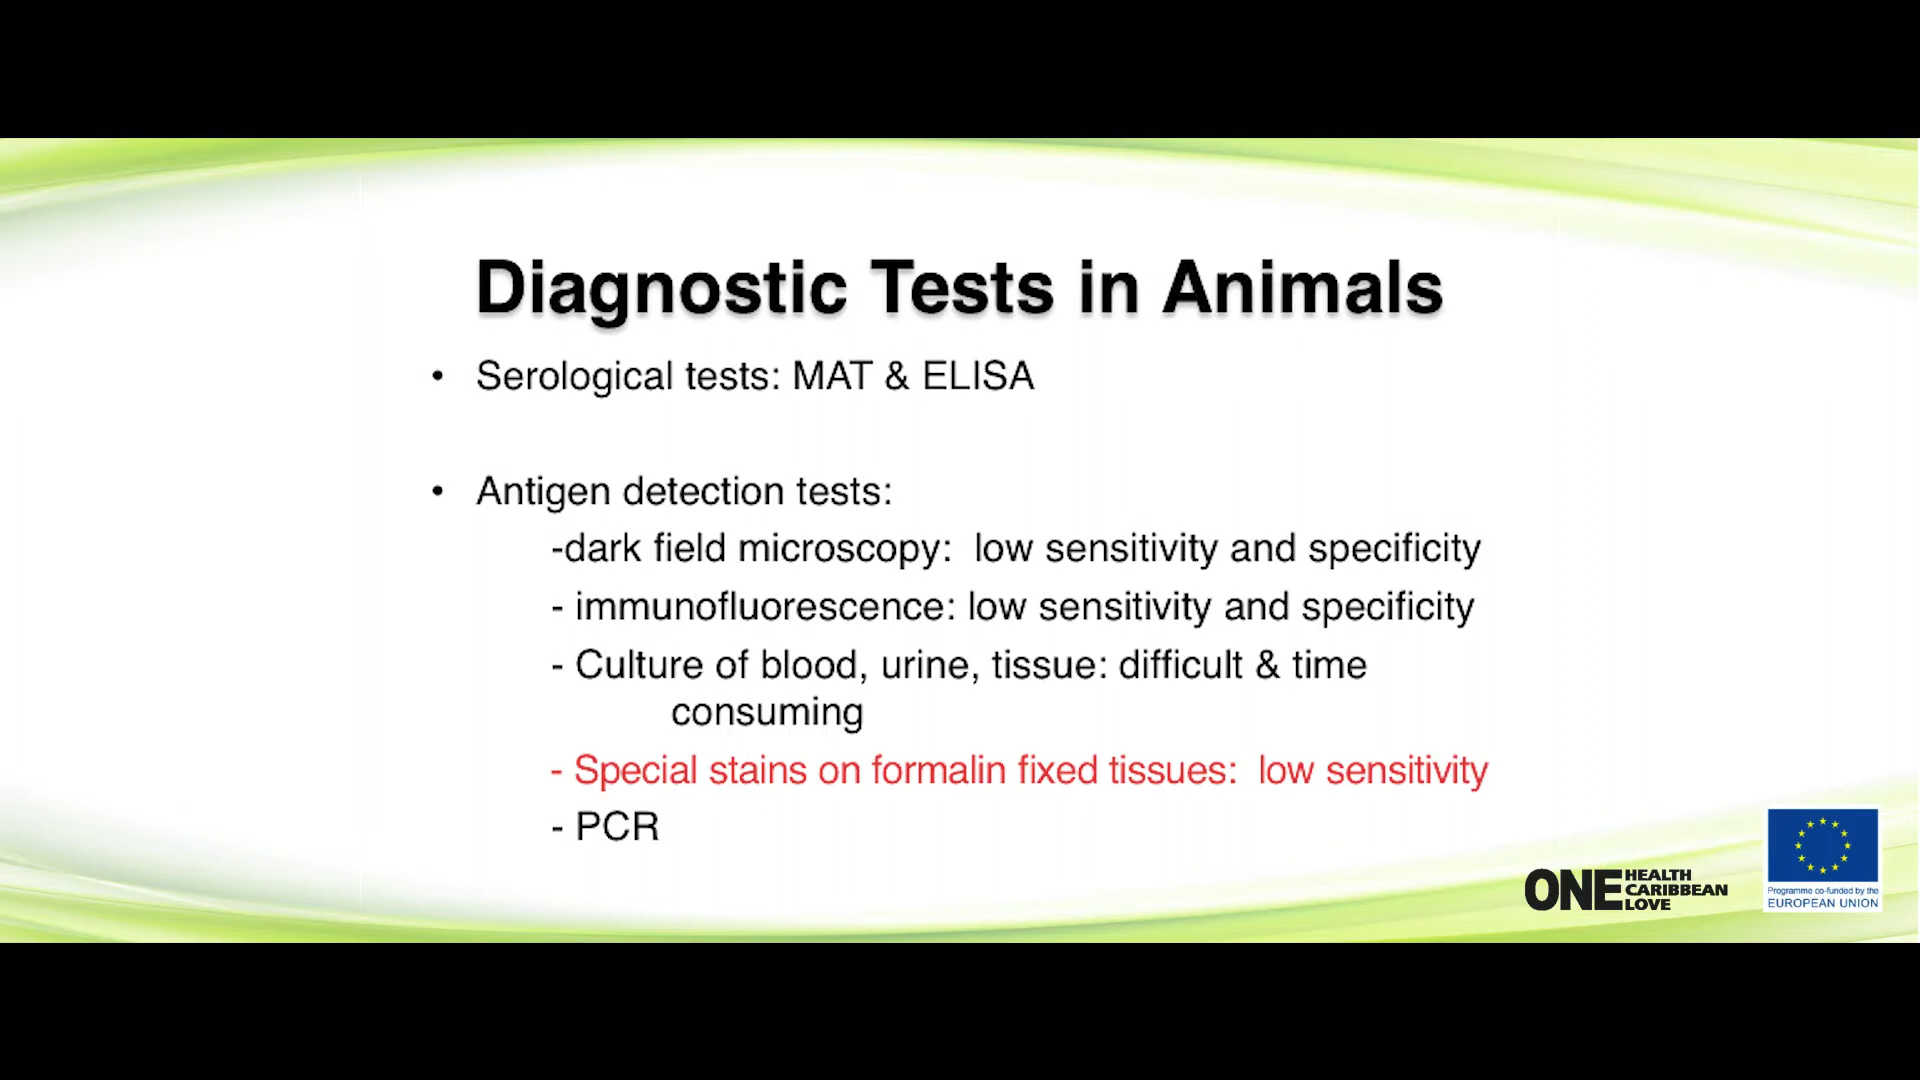 Diagnostic Tests in Animals
• Serological tests: MAT & ELISA
• Antigen detection tests:
-dark field microscopy: low sensitivity and specificity
- immunofluorescence: low sensitivity and specificity
- Culture of blood, urine, tissue: difficult & time
consuming
- Special stains on formalin fixed tissues: low sensitivity
- PCR
ONE HEALTH
CARIBBEAN
LOVE
Programme co-funded by the
EUROPEAN UNION